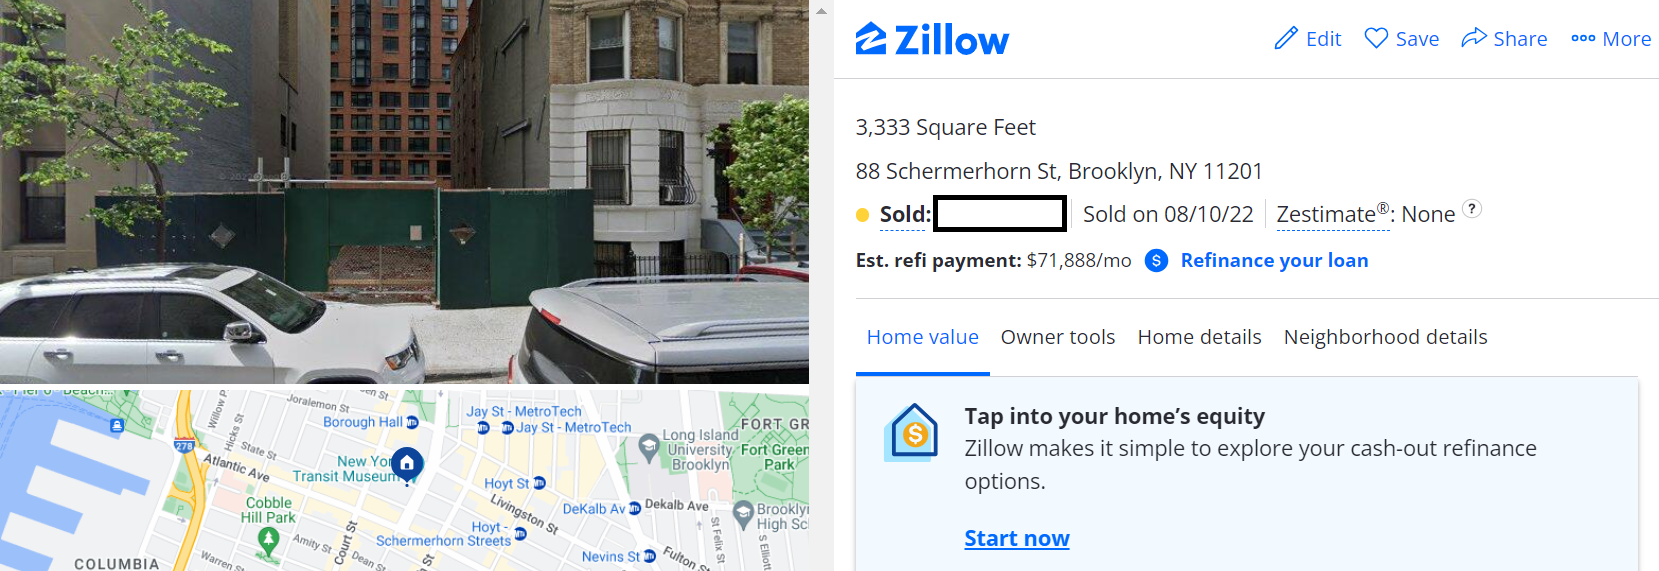 Zillow
Edit
Save
Share
More
3,333 Square Feet
88 Schermerhorn St, Brooklyn, NY 11201
Sold:
Sold on 08/10/22
Zestimate®: None
?
Est. refi payment: $71,888/mo
$
Refinance your loan
Home value
Owner tools
Home details
Neighborhood details
$
Tap into your home’s equity
Zillow makes it simple to explore your cash-out refinance
options.
Start now
Joralemon St
Borough Hall
Jay St - MetroTech
Jay St - MetroTech
Willow P
Hicks St
278
State St
Atlantic Ave
New Yor
Transit Museum
Long Island
University
Brooklyn
FORT GR
Fort Green
Park
Hoyt St
Cobble
Hill Park
Livingston St
DeKalb Av
DeKalb Ave
Brooklyn
High Sc
Hoyt -
Schermerhorn Streets
Court St
Amity St
Dean St
St Felix St
S Elliott
Warren St
Nevins St
Fulton
COLUMBIA